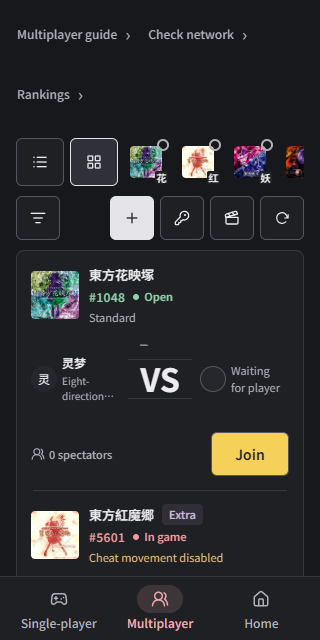 Multiplayer guide
Check network
Rankings
花
红
妖
東方花映塚
#1048 Open
Standard
–
灵
灵梦
Eight-
direction…
VS
Waiting
for player
0 spectators
Join
東方紅魔郷 Extra
#5601 In game
Cheat movement disabled
Single-player
Multiplayer
Home